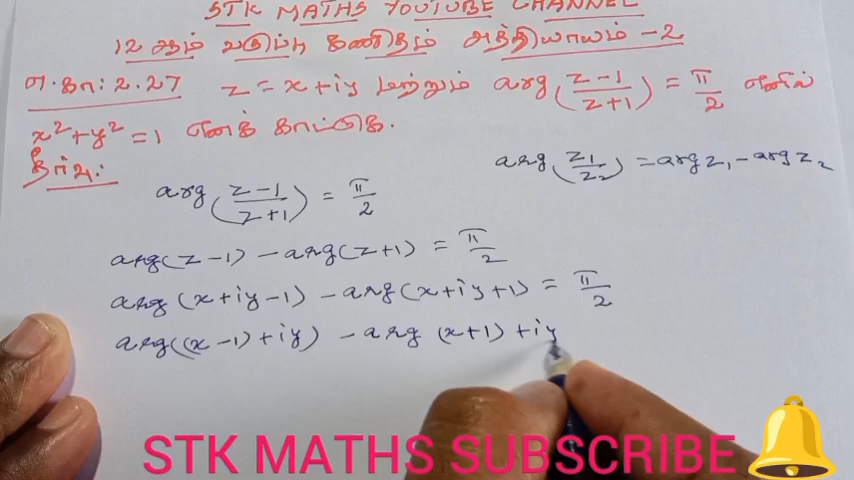 STK MATHS YOUTUBE CHANNEL
12 ஆம் வகுப்பு கணிதம் அத்தியாயம் -2
எ.கா: 2.27 z = x+iy மற்றும் arg(z-1/z+1) = π/2 எனில்
x²+y²=1 எனக் காட்டுக.
தீர்வு:
arg(z₁/z₂) = arg z₁ - arg z₂
arg(z-1/z+1) = π/2
arg(z-1) - arg(z+1) = π/2
arg(x+iy-1) - arg(x+iy+1) = π/2
arg((x-1)+iy) - arg (x+1)+iy
STK MATHS SUBSCRIBE